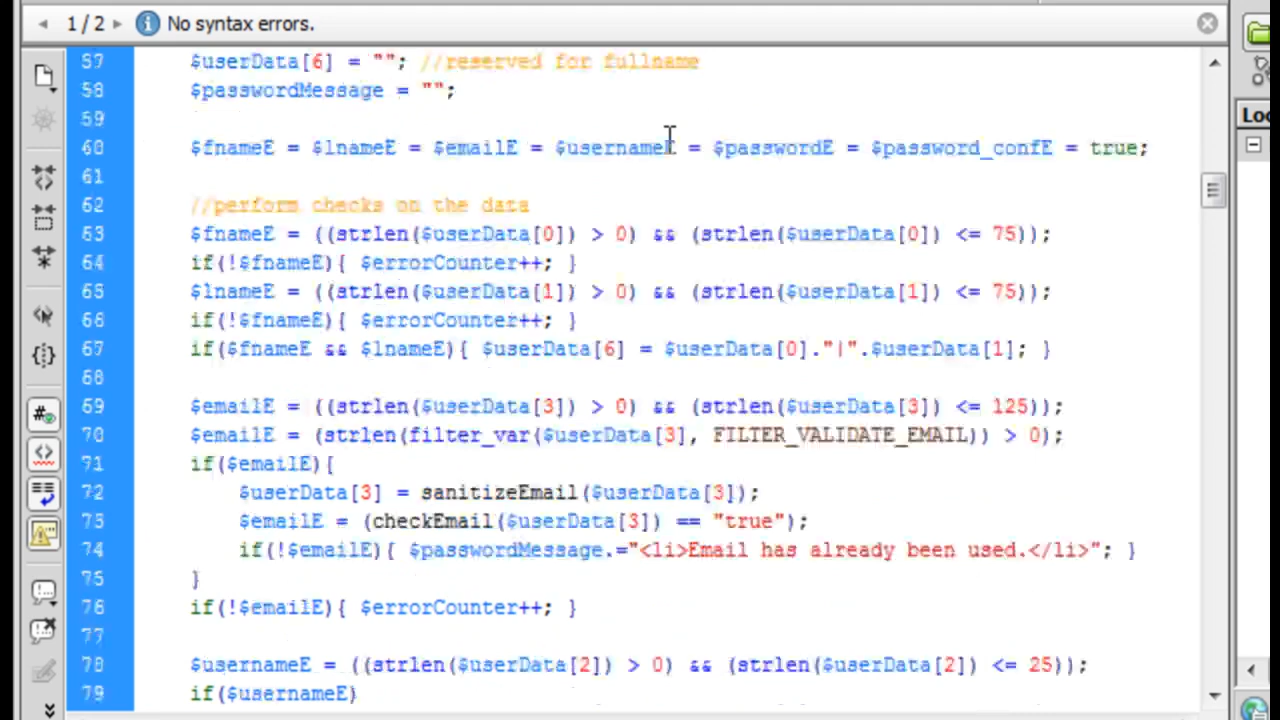 1 / 2 No syntax errors.
57 $userData[6] = ""; //reserved for fullname
58 $passwordMessage = "";
59
60 $fnameE = $lnameE = $emailE = $usernameE = $passwordE = $password_confE = true;
61
62 //perform checks on the data
63 $fnameE = ((strlen($userData[0]) > 0) && (strlen($userData[0]) <= 75));
64 if(!$fnameE){ $errorCounter++; }
65 $lnameE = ((strlen($userData[1]) > 0) && (strlen($userData[1]) <= 75));
66 if(!$fnameE){ $errorCounter++; }
67 if($fnameE && $lnameE){ $userData[6] = $userData[0]."|".$userData[1]; }
68
69 $emailE = ((strlen($userData[3]) > 0) && (strlen($userData[3]) <= 125));
70 $emailE = (strlen(filter_var($userData[3], FILTER_VALIDATE_EMAIL)) > 0);
71 if($emailE){
72 $userData[3] = sanitizeEmail($userData[3]);
73 $emailE = (checkEmail($userData[3]) == "true");
74 if(!$emailE){ $passwordMessage.="<li>Email has already been used.</li>"; }
75 }
76 if(!$emailE){ $errorCounter++; }
77
78 $usernameE = ((strlen($userData[2]) > 0) && (strlen($userData[2]) <= 25));
79 if($usernameE)